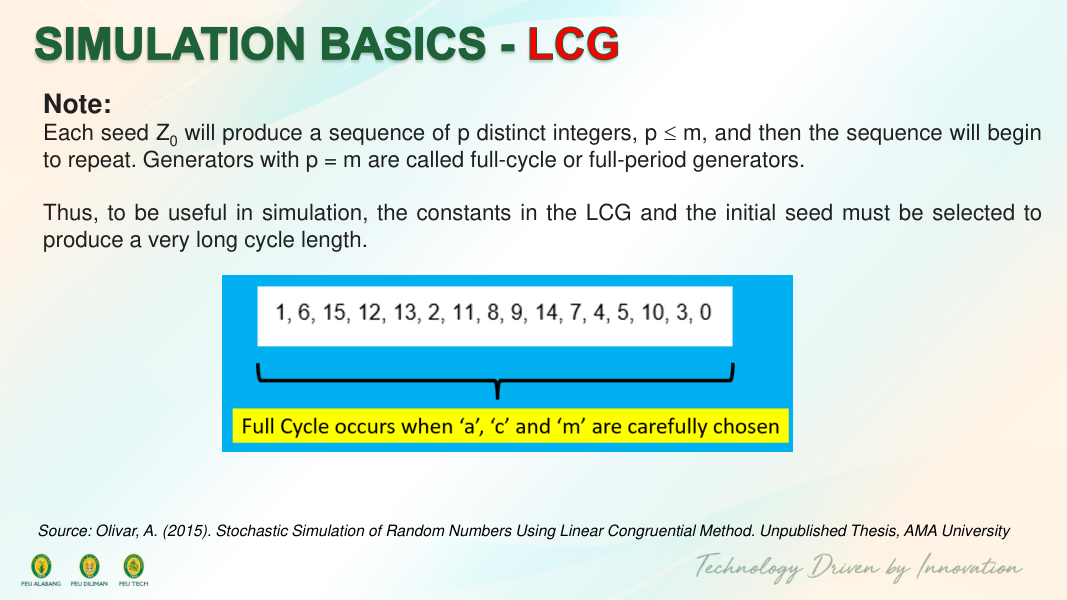 SIMULATION BASICS - LCG
Note:
Each seed Z₀ will produce a sequence of p distinct integers, p ≤ m, and then the sequence will begin
to repeat. Generators with p = m are called full-cycle or full-period generators.
Thus, to be useful in simulation, the constants in the LCG and the initial seed must be selected to
produce a very long cycle length.
1, 6, 15, 12, 13, 2, 11, 8, 9, 14, 7, 4, 5, 10, 3, 0
Full Cycle occurs when ‘a’, ‘c’ and ‘m’ are carefully chosen
Source: Olivar, A. (2015). Stochastic Simulation of Random Numbers Using Linear Congruential Method. Unpublished Thesis, AMA University
FEU ALABANG FEU DILIMAN FEU TECH
Technology Driven by Innovation